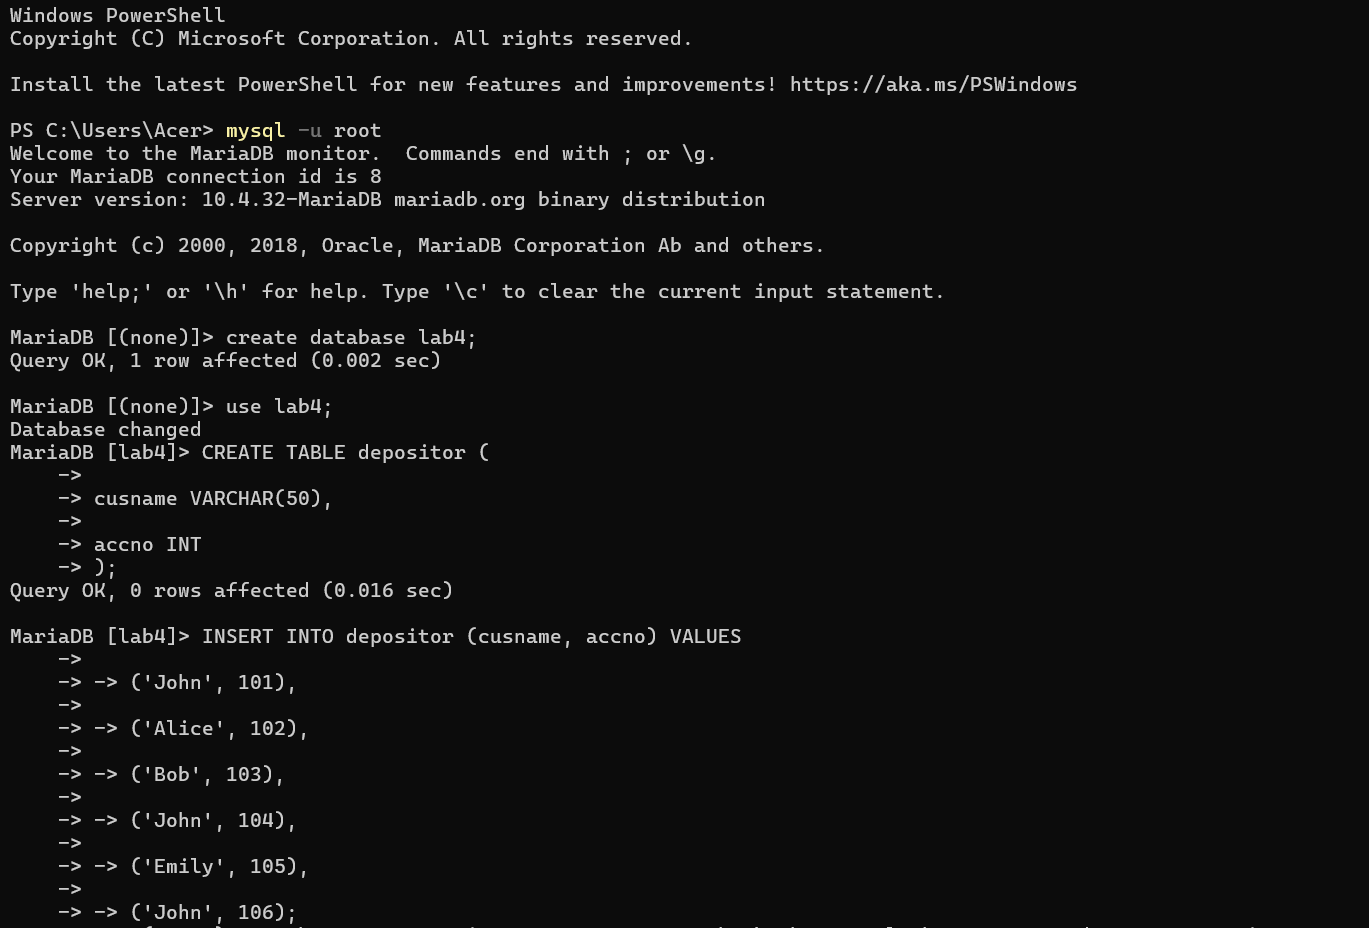 Windows PowerShell
Copyright (C) Microsoft Corporation. All rights reserved.
Install the latest PowerShell for new features and improvements! https://aka.ms/PSWindows
PS C:\Users\Acer> mysql -u root
Welcome to the MariaDB monitor.  Commands end with ; or \g.
Your MariaDB connection id is 8
Server version: 10.4.32-MariaDB mariadb.org binary distribution
Copyright (c) 2000, 2018, Oracle, MariaDB Corporation Ab and others.
Type 'help;' or '\h' for help. Type '\c' to clear the current input statement.
MariaDB [(none)]> create database lab4;
Query OK, 1 row affected (0.002 sec)
MariaDB [(none)]> use lab4;
Database changed
MariaDB [lab4]> CREATE TABLE depositor (
    ->
    -> cusname VARCHAR(50),
    ->
    -> accno INT
    -> );
Query OK, 0 rows affected (0.016 sec)
MariaDB [lab4]> INSERT INTO depositor (cusname, accno) VALUES
    ->
    -> -> ('John', 101),
    ->
    -> -> ('Alice', 102),
    ->
    -> -> ('Bob', 103),
    ->
    -> -> ('John', 104),
    ->
    -> -> ('Emily', 105),
    ->
    -> -> ('John', 106);